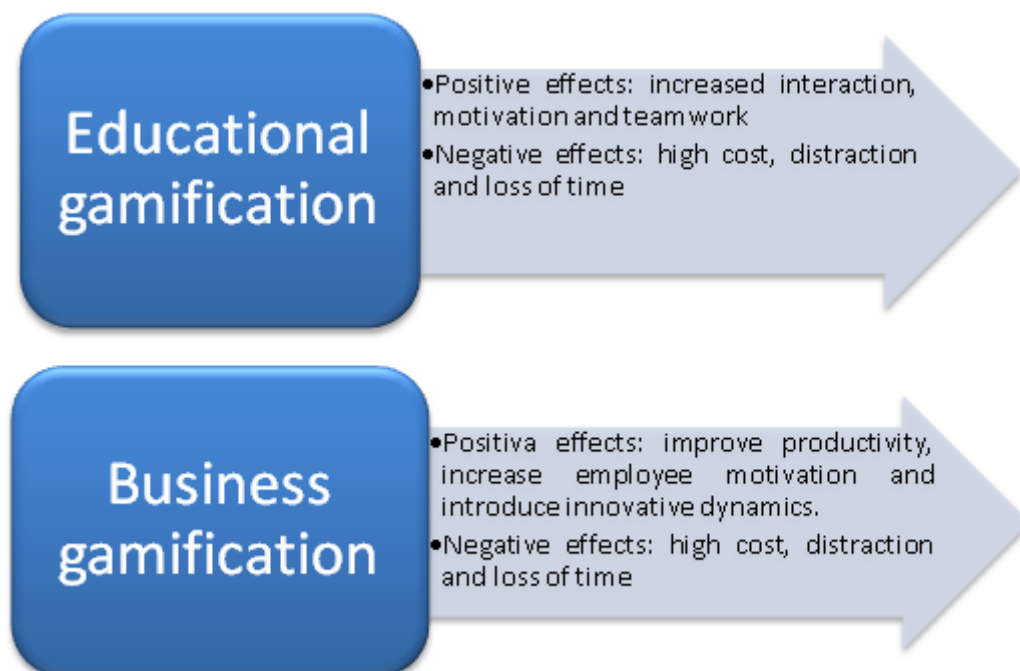 Educational
gamification
•Positive effects: increased interaction,
motivation and teamwork
•Negative effects: high cost, distraction
and loss of time
Business
gamification
•Positiva effects: improve productivity,
increase employee motivation and
introduce innovative dynamics.
•Negative effects: high cost, distraction
and loss of time